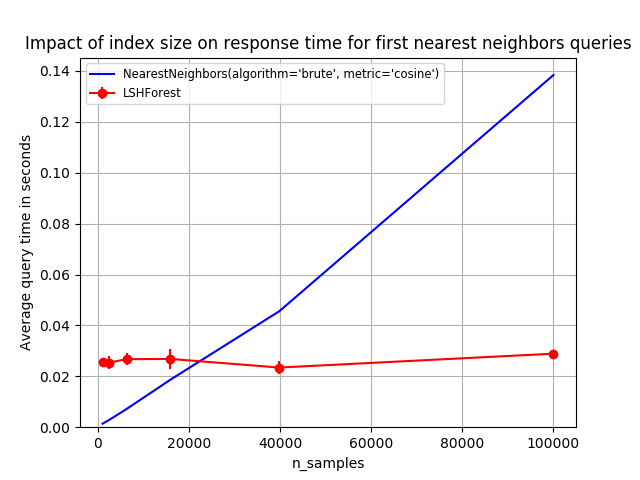 Impact of index size on response time for first nearest neighbors queries
NearestNeighbors(algorithm='brute', metric='cosine')
LSHForest
Average query time in seconds
0.14
0.12
0.10
0.08
0.06
0.04
0.02
0.00
0 20000 40000 60000 80000 100000
n_samples